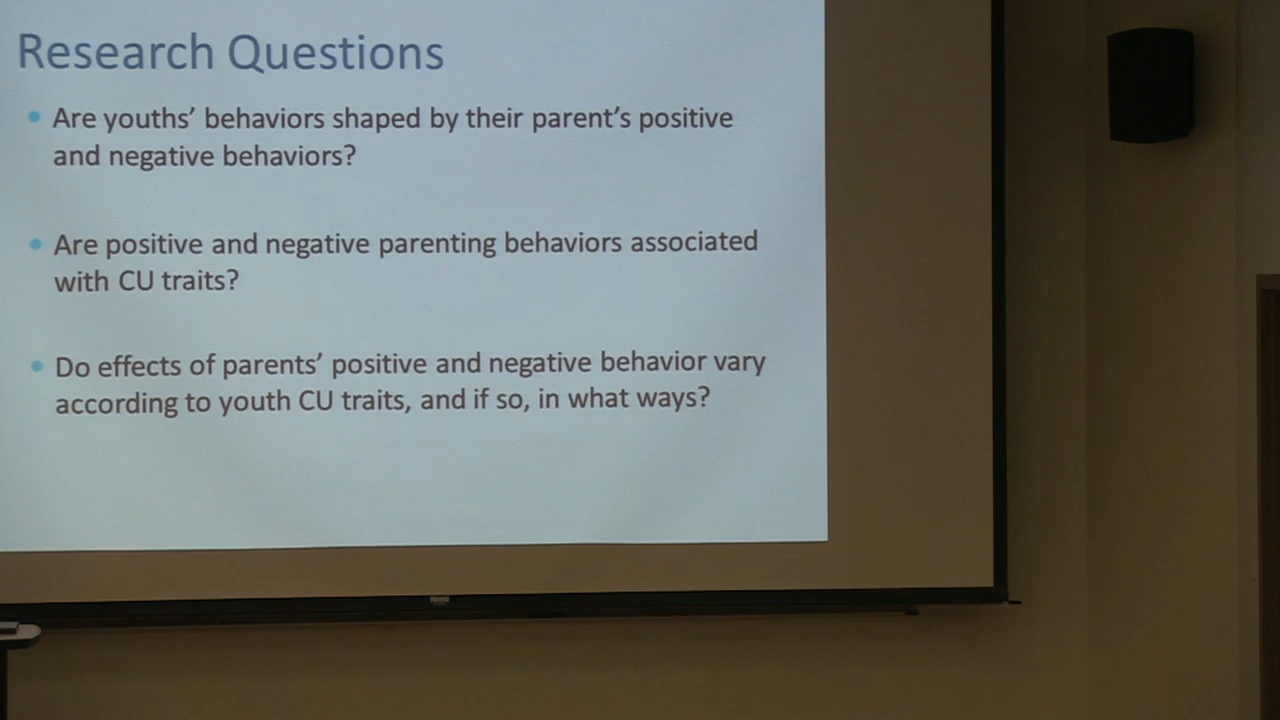 Research Questions
Are youths’ behaviors shaped by their parent’s positive
and negative behaviors?
Are positive and negative parenting behaviors associated
with CU traits?
Do effects of parents’ positive and negative behavior vary
according to youth CU traits, and if so, in what ways?